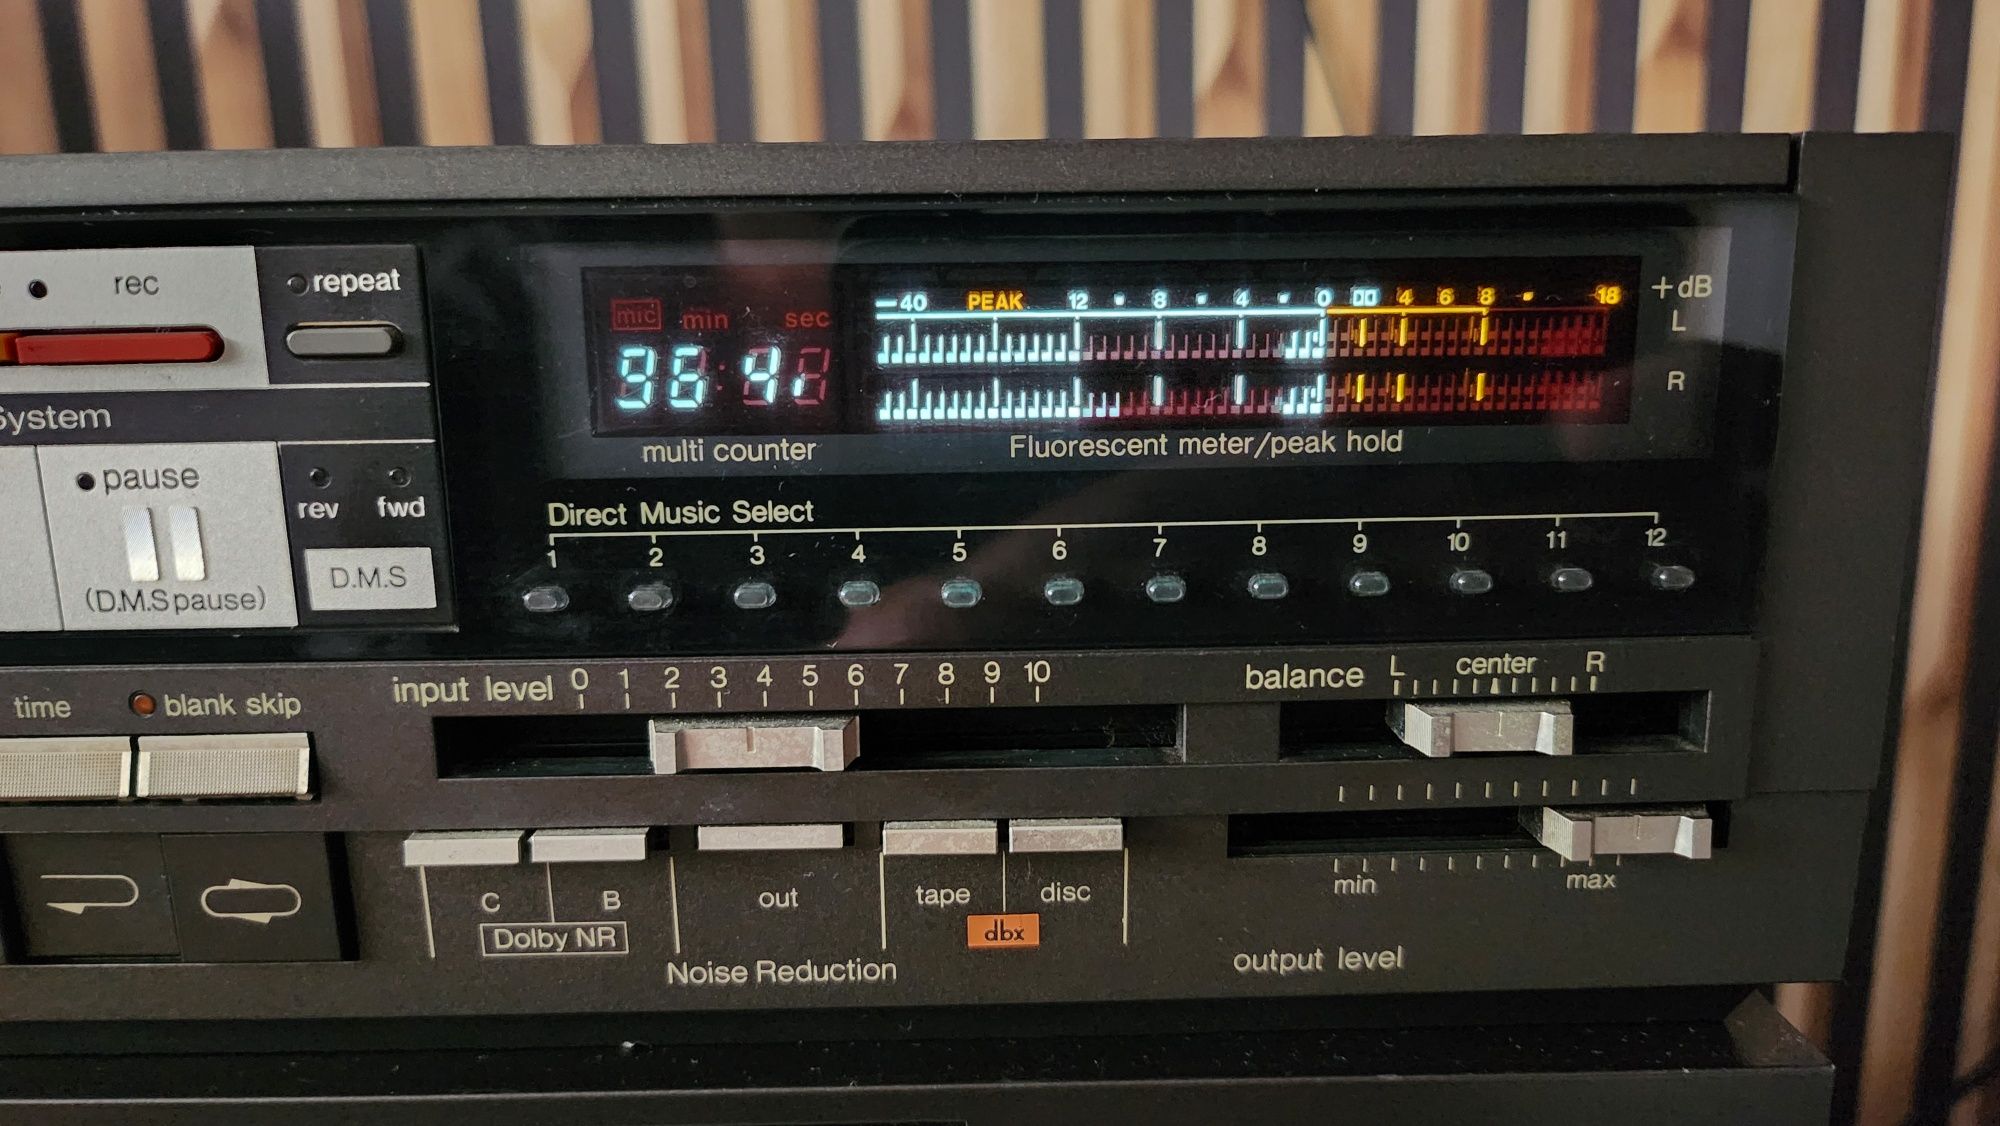 rec
repeat
System
pause
(D.M.S pause)
rev fwd
D.M.S
mic min sec
96 41
multi counter
−40 PEAK 12 8 4 0 4 6 8 18 +dB
L
R
Fluorescent meter/peak hold
Direct Music Select
1 2 3 4 5 6 7 8 9 10 11 12
time
blank skip
input level 0 1 2 3 4 5 6 7 8 9 10
balance L center R
C B
Dolby NR
out
tape disc
dbx
Noise Reduction
min max
output level